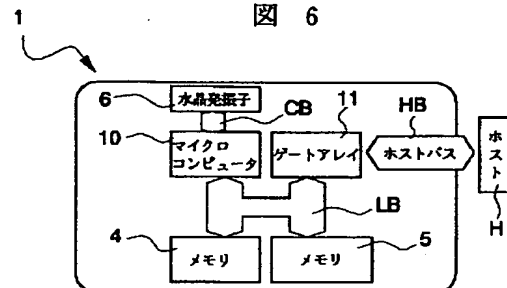 図 6
1
6
水晶発振子
CB
11
HB
10
マイクロ
コンピュータ
ゲートアレイ
ホストバス
ホスト
H
LB
4
メモリ
メモリ
5